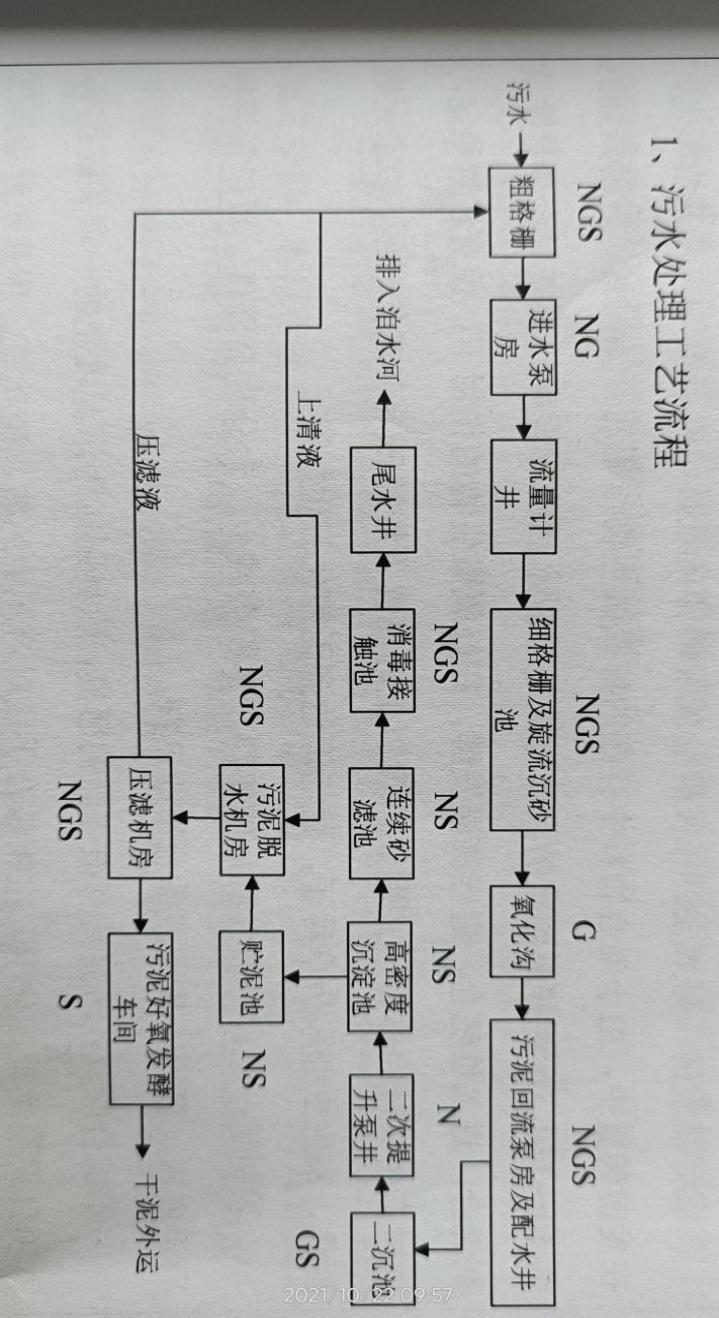 1、污水处理工艺流程
NGS
NG
NGS
G
NGS
污水
粗格栅
进水泵
房
流量计
井
细格栅及旋流沉砂
池
氧化沟
污泥回流泵房及配水井
NGS
NS
NS
N
排入泊水河
尾水井
消毒接
触池
连续砂
滤池
高密度
沉淀池
二次提
升泵井
二沉池
上清液
GS
NGS
污泥脱
水机房
贮泥池
NS
压滤液
压滤机房
污泥好氧发酵
车间
干泥外运
NGS
S
2021/10/22 09:57